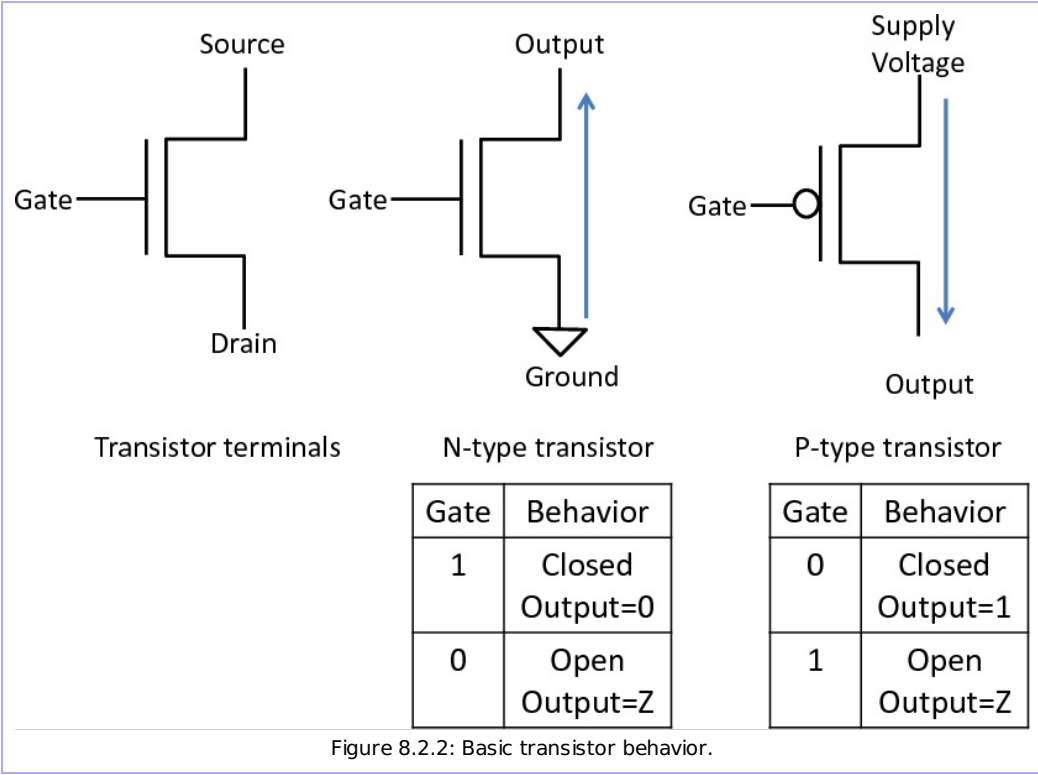 Source
Gate
Drain
Transistor terminals
Output
Gate
Ground
N-type transistor
Gate Behavior
1 Closed
Output=0
0 Open
Output=Z
Supply
Voltage
Gate
Output
P-type transistor
Gate Behavior
0 Closed
Output=1
1 Open
Output=Z
Figure 8.2.2: Basic transistor behavior.